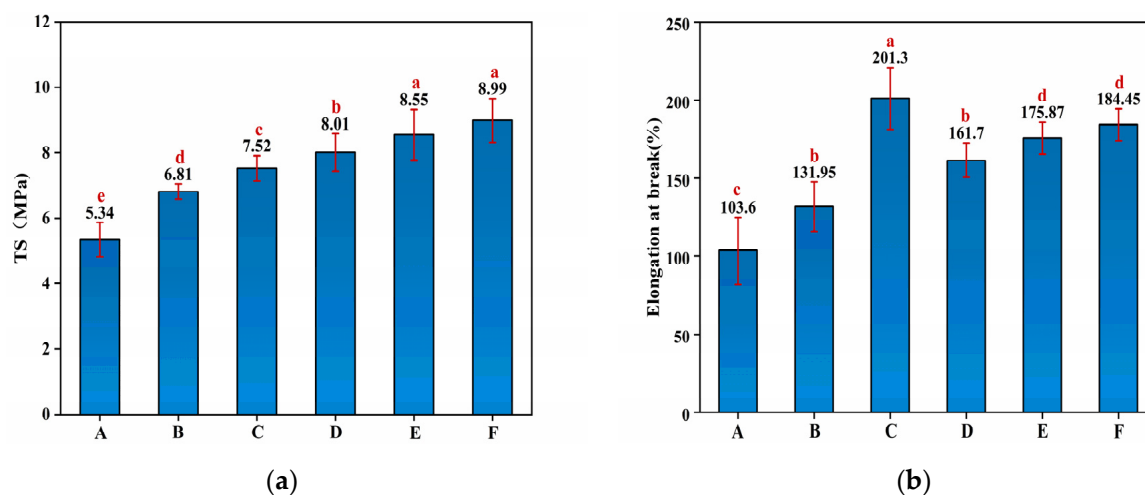 12
10
8
6
4
2
0
TS (MPa)
e
5.34
d
6.81
c
7.52
b
8.01
a
8.55
a
8.99
A B C D E F
(a)
250
200
150
100
50
0
Elongation at break(%)
c
103.6
b
131.95
a
201.3
b
161.7
d
175.87
d
184.45
A B C D E F
(b)